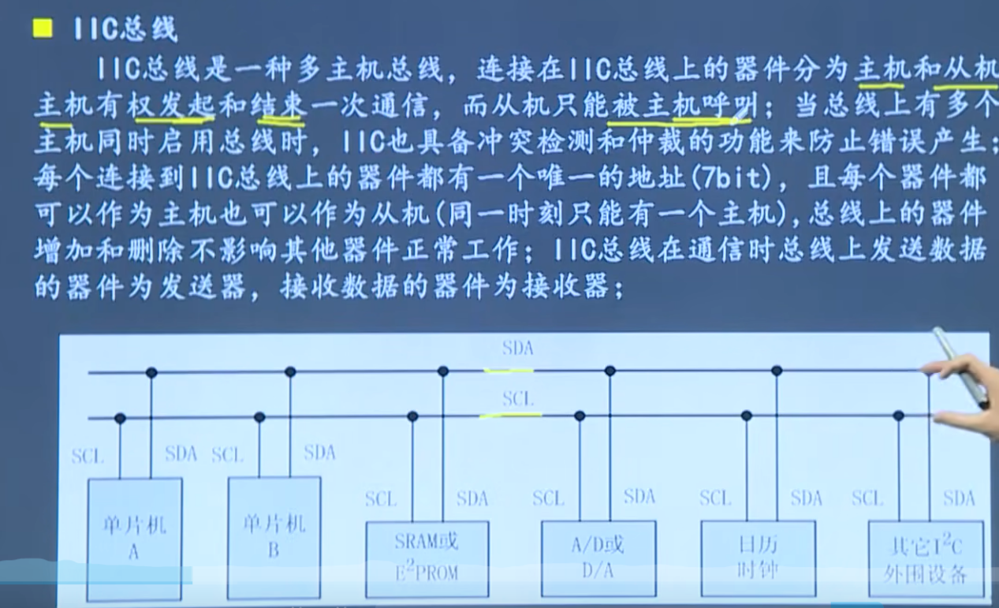 IIC总线
IIC总线是一种多主机总线，连接在IIC总线上的器件分为主机和从机
主机有权发起和结束一次通信，而从机只能被主机呼叫；当总线上有多个
主机同时启用总线时，IIC也具备冲突检测和仲裁的功能来防止错误产生；
每个连接到IIC总线上的器件都有一个唯一的地址(7bit)，且每个器件都
可以作为主机也可以作为从机(同一时刻只能有一个主机),总线上的器件
增加和删除不影响其他器件正常工作；IIC总线在通信时总线上发送数据
的器件为发送器，接收数据的器件为接收器；
SDA
SCL
SCL SDA SCL SDA
SCL SDA SCL SDA SCL SDA SCL SDA
单片机
A
单片机
B
SRAM或
E²PROM
A/D或
D/A
日历
时钟
其它I²C
外围设备